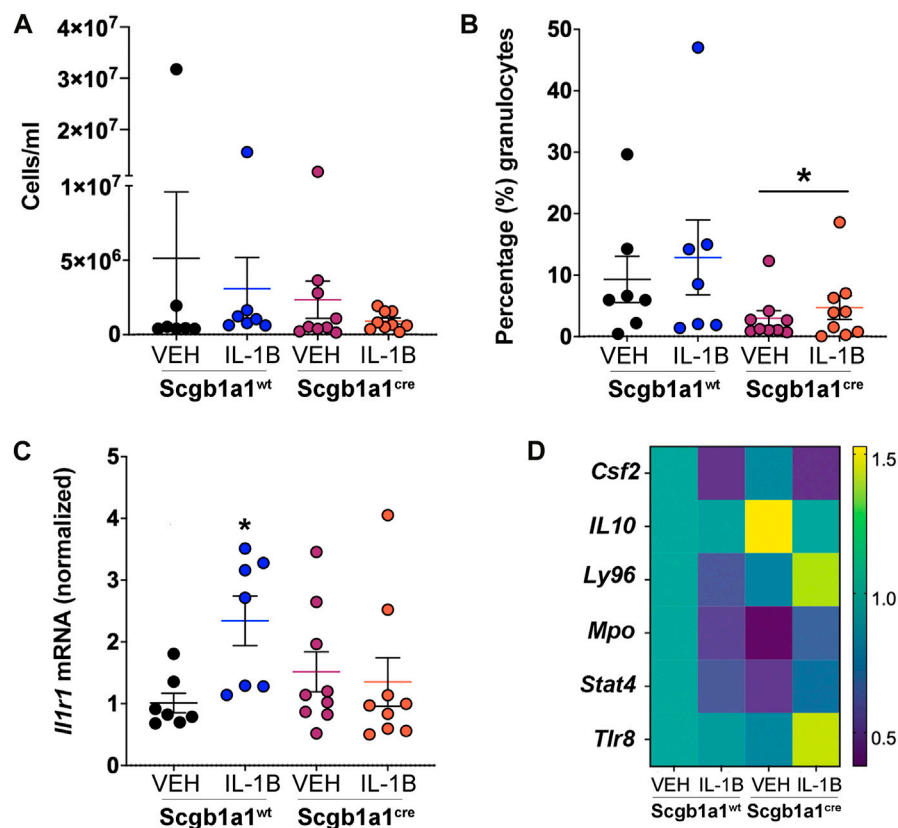 A
Cells/ml
4×10⁷
3×10⁷
2×10⁷
1×10⁷
5×10⁶
0
VEH IL-1B VEH IL-1B
Scgb1a1ʷᵗ Scgb1a1ᶜʳᵉ
B
Percentage (%) granulocytes
50
40
30
20
10
0
*
VEH IL-1B VEH IL-1B
Scgb1a1ʷᵗ Scgb1a1ᶜʳᵉ
C
Il1r1 mRNA (normalized)
5
4
3
2
1
0
*
VEH IL-1B VEH IL-1B
Scgb1a1ʷᵗ Scgb1a1ᶜʳᵉ
D
Csf2
IL10
Ly96
Mpo
Stat4
Tlr8
1.5
1.0
0.5
VEH IL-1B VEH IL-1B
Scgb1a1ʷᵗ Scgb1a1ᶜʳᵉ